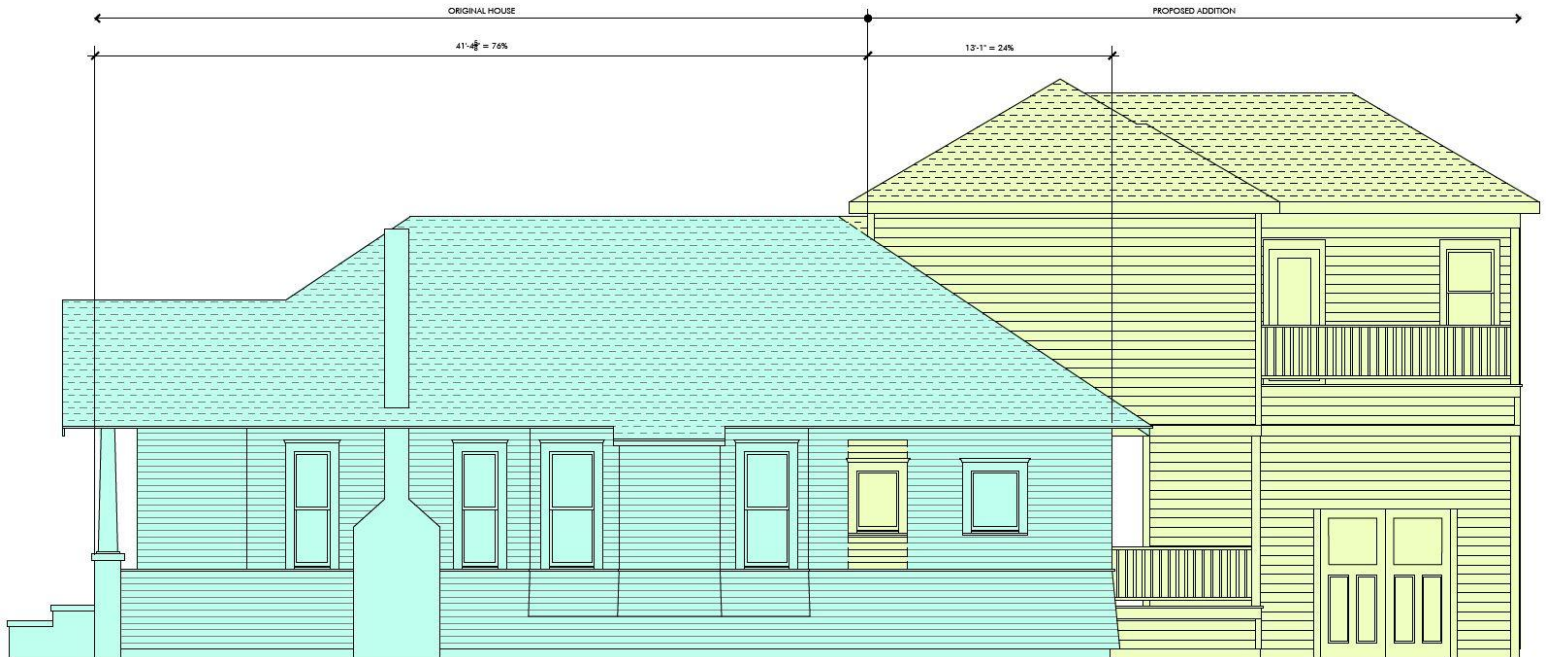 ORIGINAL HOUSE
PROPOSED ADDITION
41'-4⅝" = 76%
13'-1" = 24%